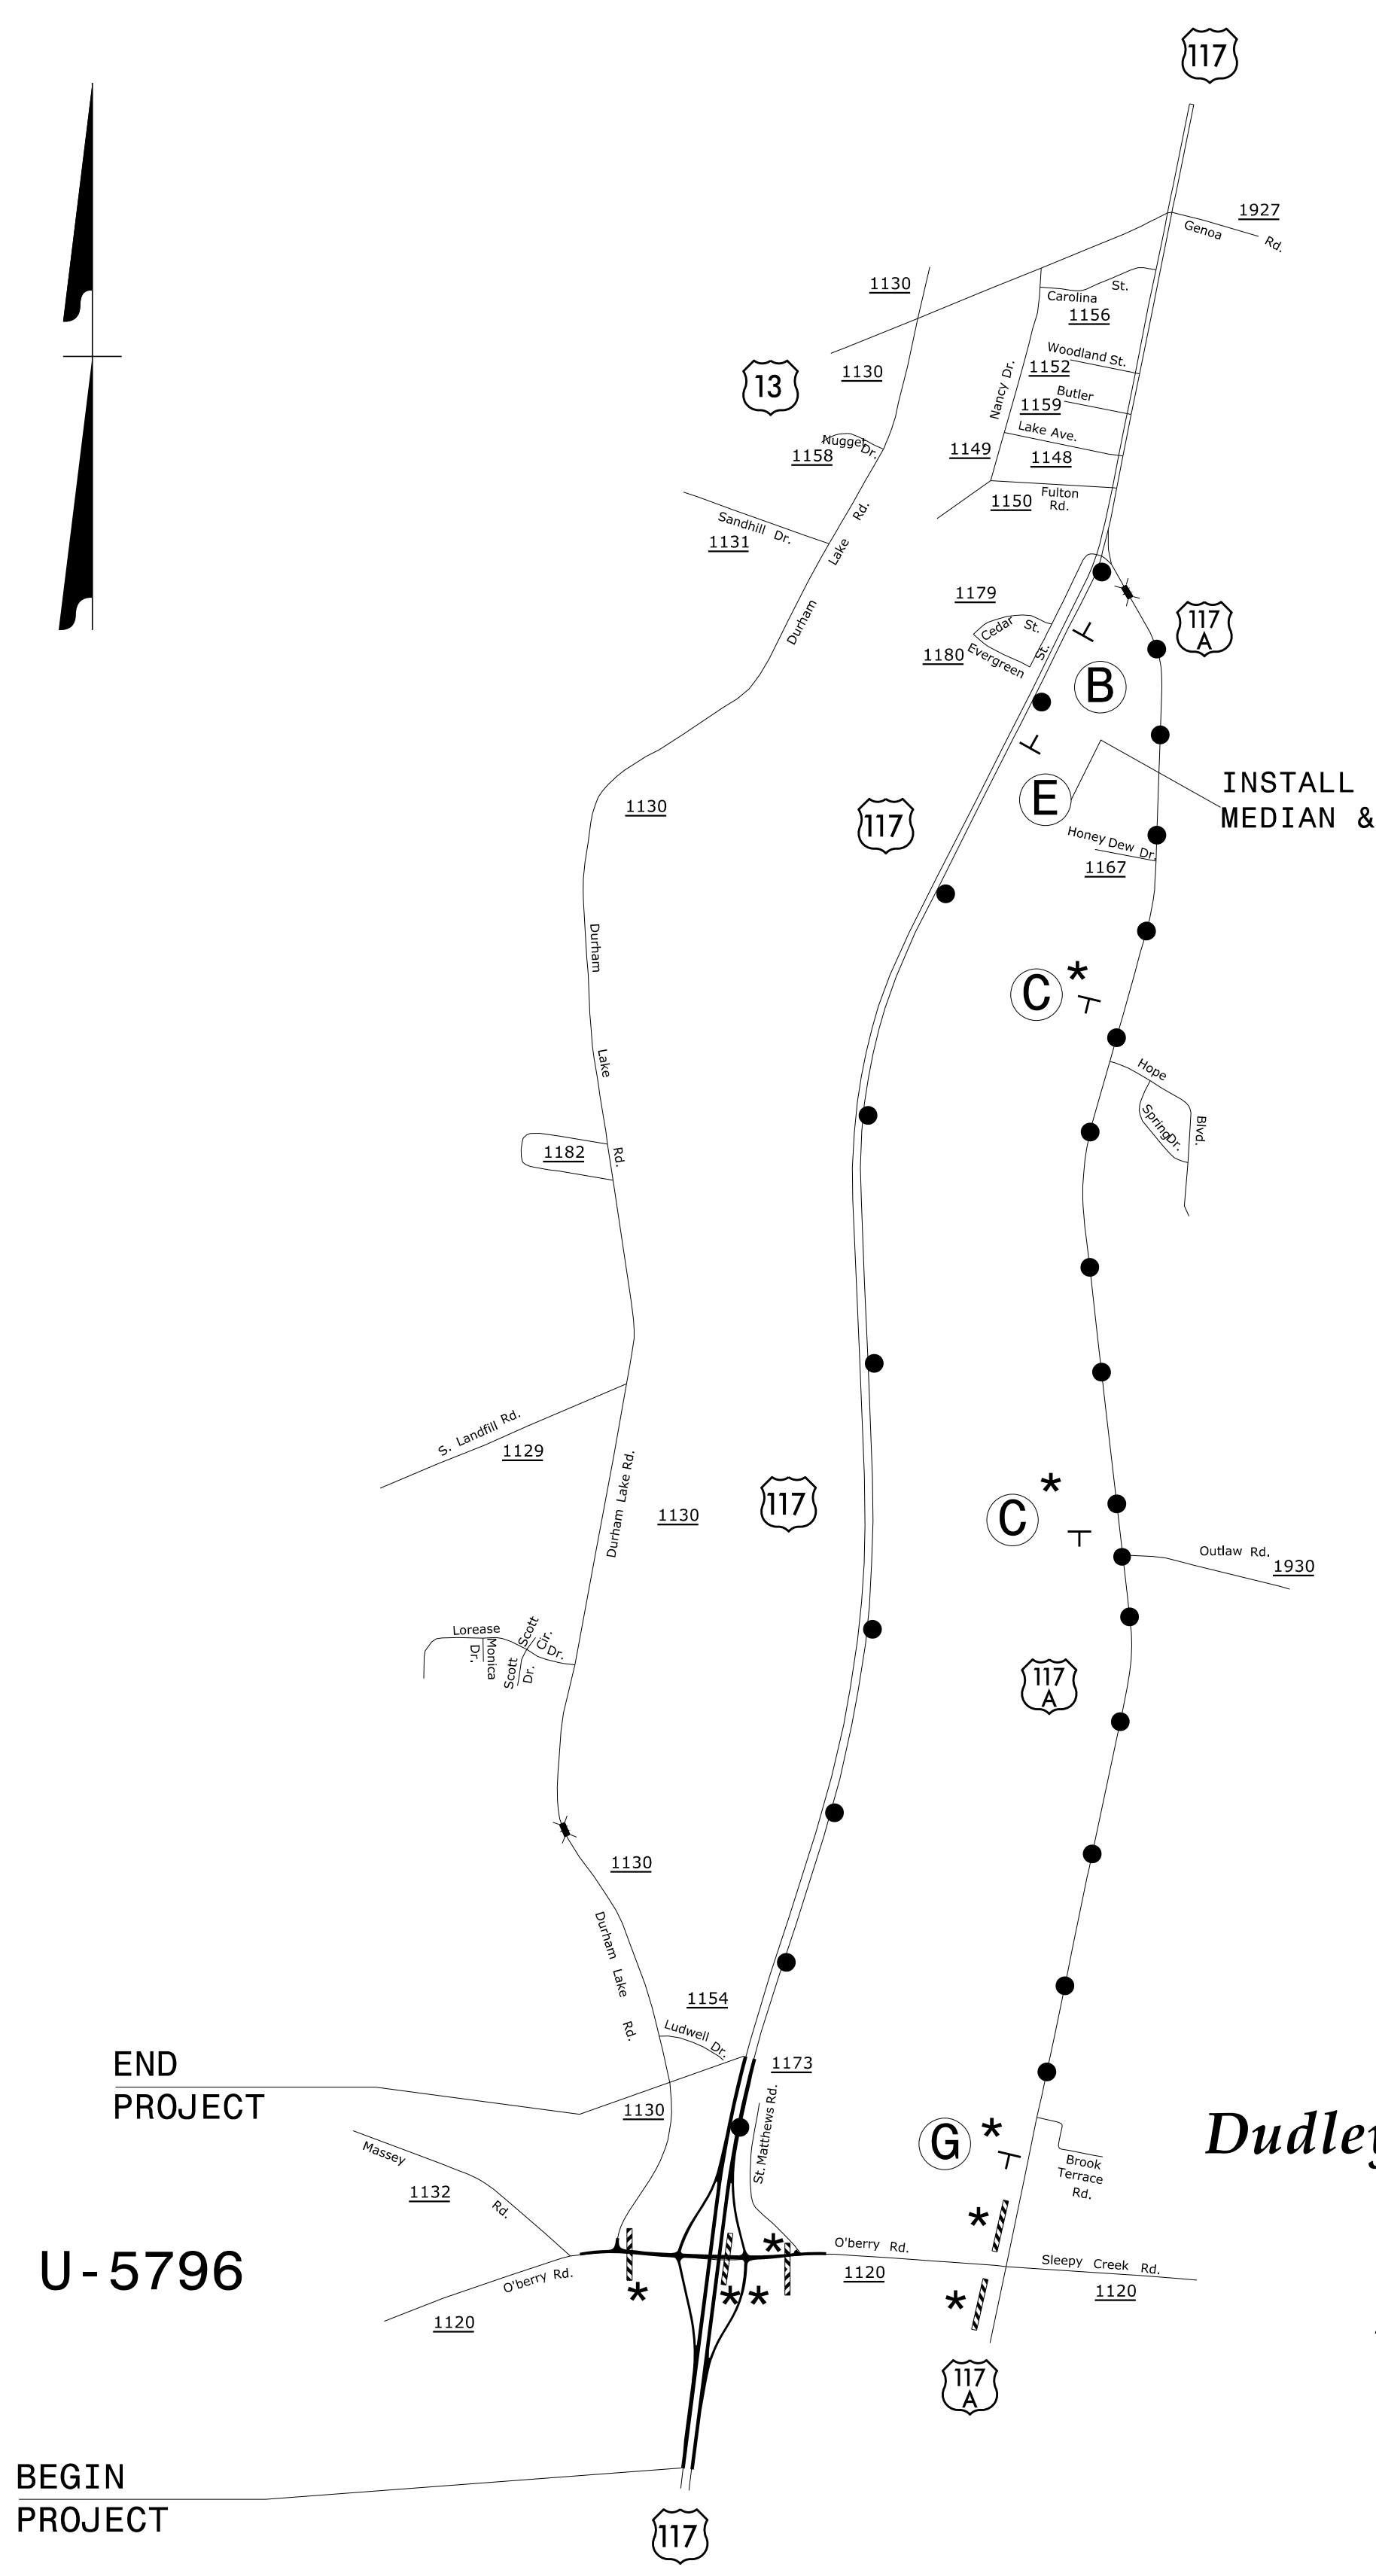 117
1927
Genoa Rd.
1130
Carolina St.
1156
Woodland St.
1152
13
1130
Nancy Dr.
Butler
1159
Lake Ave.
1149
1148
Nugget Dr.
1158
Fulton
Rd.
1150
Sandhill Dr.
1131
Durham Lake Rd.
1179
Cedar St.
117
A
1180
Evergreen St.
B
E
INSTALL
MEDIAN &
1130
117
Honey Dew Dr.
1167
Durham Lake Rd.
C *
Hope Blvd.
Spring Dr.
1182
S. Landfill Rd.
1129
Durham Lake Rd.
1130
117
C *
Outlaw Rd.
1930
Lorease Dr.
Monica
Dr.
Scott
Cir.
Scott
Dr.
117
A
1130
Durham Lake Rd.
1154
Ludwell Dr.
END
PROJECT
1173
1130
St. Matthews Rd.
Massey Rd.
1132
G *
Brook
Terrace
Rd.
*
U-5796
O'berry Rd.
1120
*
* *
*
O'berry Rd.
1120
Sleepy Creek Rd.
1120
*
117
A
BEGIN
PROJECT
117